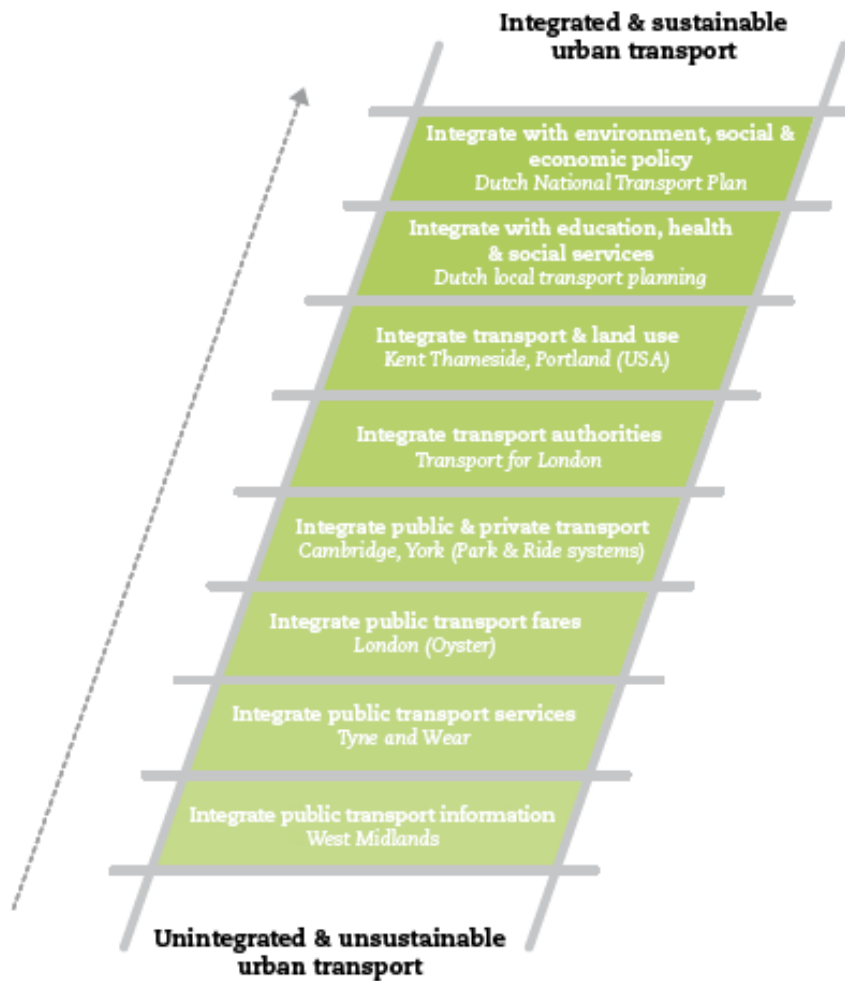 Integrated & sustainable
urban transport
Integrate with environment, social &
economic policy
Dutch National Transport Plan
Integrate with education, health
& social services
Dutch local transport planning
Integrate transport & land use
Kent Thameside, Portland (USA)
Integrate transport authorities
Transport for London
Integrate public & private transport
Cambridge, York (Park & Ride systems)
Integrate public transport fares
London (Oyster)
Integrate public transport services
Tyne and Wear
Integrate public transport information
West Midlands
Unintegrated & unsustainable
urban transport